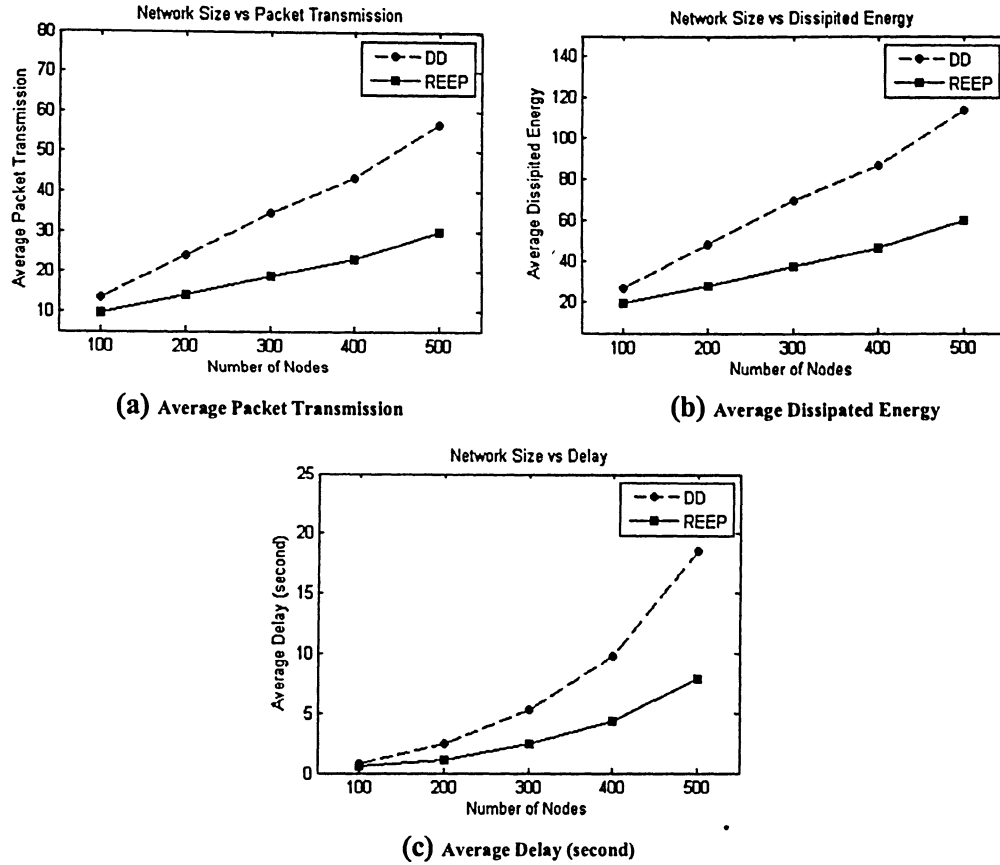 Network Size vs Packet Transmission
80
70
60
50
40
30
20
10
DD
REEP
Average Packet Transmission
100 200 300 400 500
Number of Nodes
(a) Average Packet Transmission
Network Size vs Dissipited Energy
140
120
100
80
60
40
20
DD
REEP
Average Dissipited Energy
100 200 300 400 500
Number of Nodes
(b) Average Dissipated Energy
Network Size vs Delay
25
20
15
10
5
0
DD
REEP
Average Delay (second)
100 200 300 400 500
Number of Nodes
(c) Average Delay (second)